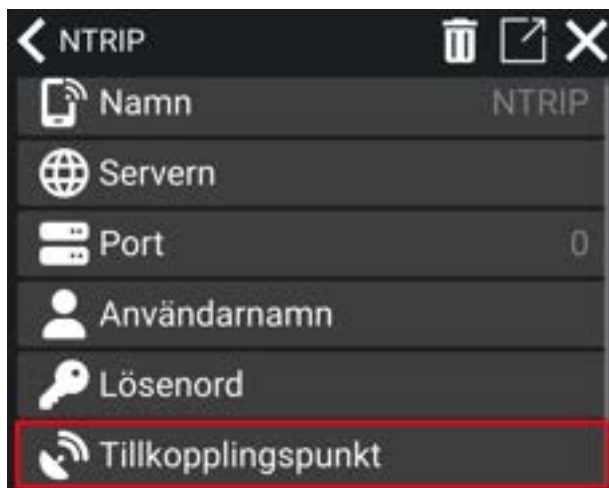 NTRIP
Namn NTRIP
Servern
Port 0
Användarnamn
Lösenord
Tillkopplingspunkt